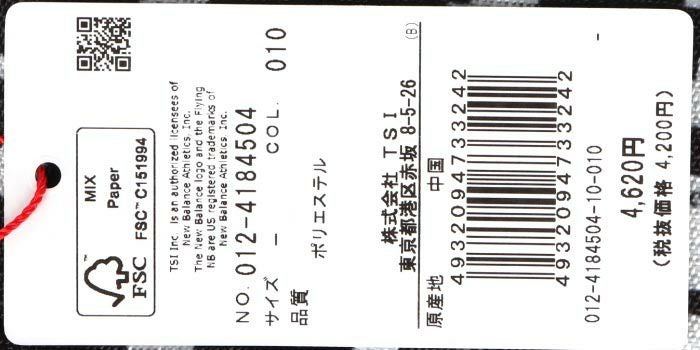 MIX
Paper
FSC™ C151994
FSC
TSI Inc. is an authorized licensees of
New Balance Athletics, Inc.
The New Balance logo and the Flying
NB are US registered trademarks of
New Balance Athletics, Inc.
NO. 012-4184504
サイズ - COL. 010
品質 ポリエステル
株式会社 TSI (B)
東京都港区赤坂 8-5-26
原産地 中国
4932094733242
4932094733242
012-4184504-10-010 -
4,620円
(税抜価格 4,200円)